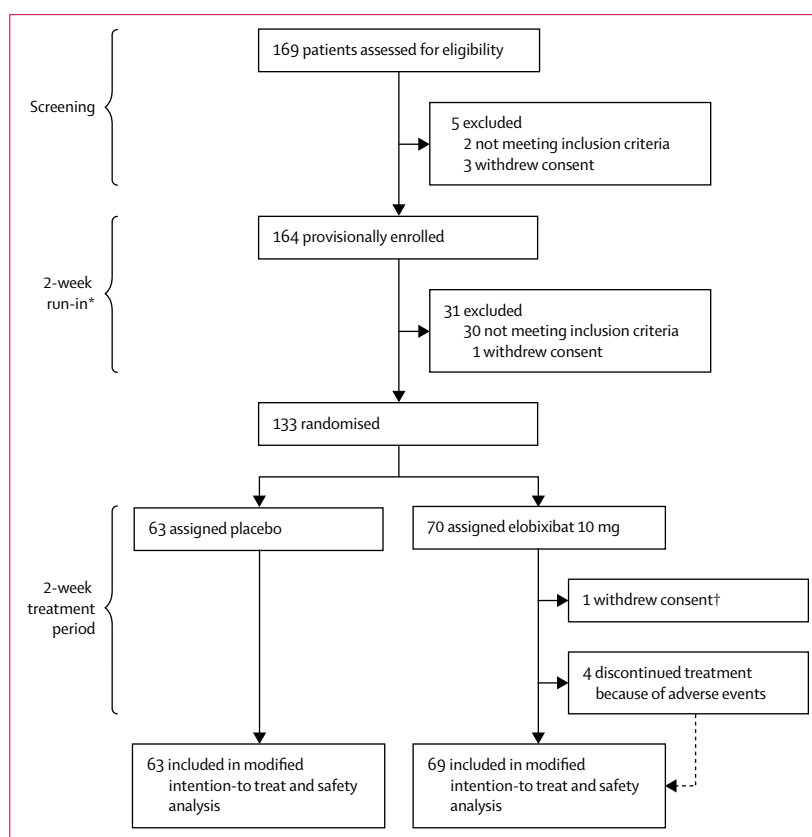 169 patients assessed for eligibility
Screening
5 excluded
2 not meeting inclusion criteria
3 withdrew consent
164 provisionally enrolled
2-week
run-in*
31 excluded
30 not meeting inclusion criteria
1 withdrew consent
133 randomised
63 assigned placebo
70 assigned elobixibat 10 mg
2-week
treatment
period
1 withdrew consent†
4 discontinued treatment
because of adverse events
63 included in modified
intention-to treat and safety
analysis
69 included in modified
intention-to treat and safety
analysis